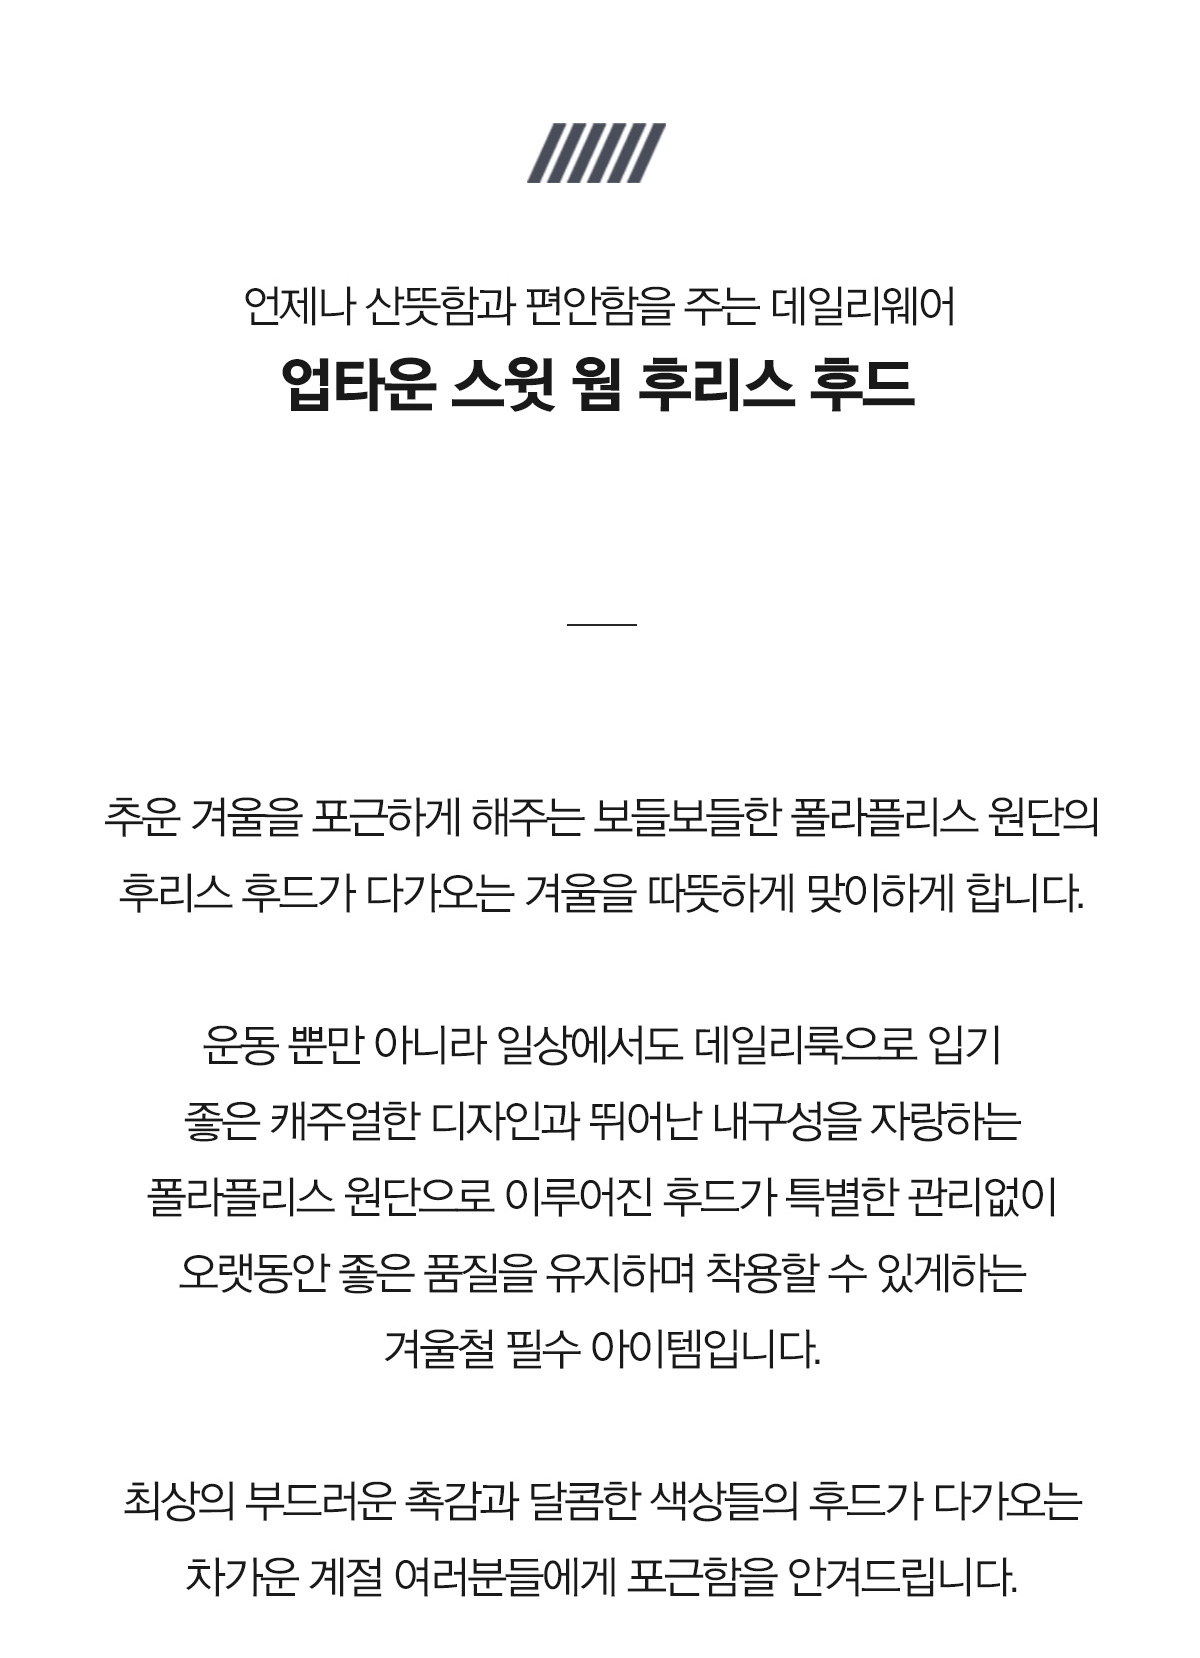 언제나 산뜻함과 편안함을 주는 데일리웨어
업타운 스윗 웜 후리스 후드
추운 겨울을 포근하게 해주는 보들보들한 폴라플리스 원단의
후리스 후드가 다가오는 겨울을 따뜻하게 맞이하게 합니다.
운동 뿐만 아니라 일상에서도 데일리룩으로 입기
좋은 캐주얼한 디자인과 뛰어난 내구성을 자랑하는
폴라플리스 원단으로 이루어진 후드가 특별한 관리없이
오랫동안 좋은 품질을 유지하며 착용할 수 있게하는
겨울철 필수 아이템입니다.
최상의 부드러운 촉감과 달콤한 색상들의 후드가 다가오는
차가운 계절 여러분들에게 포근함을 안겨드립니다.